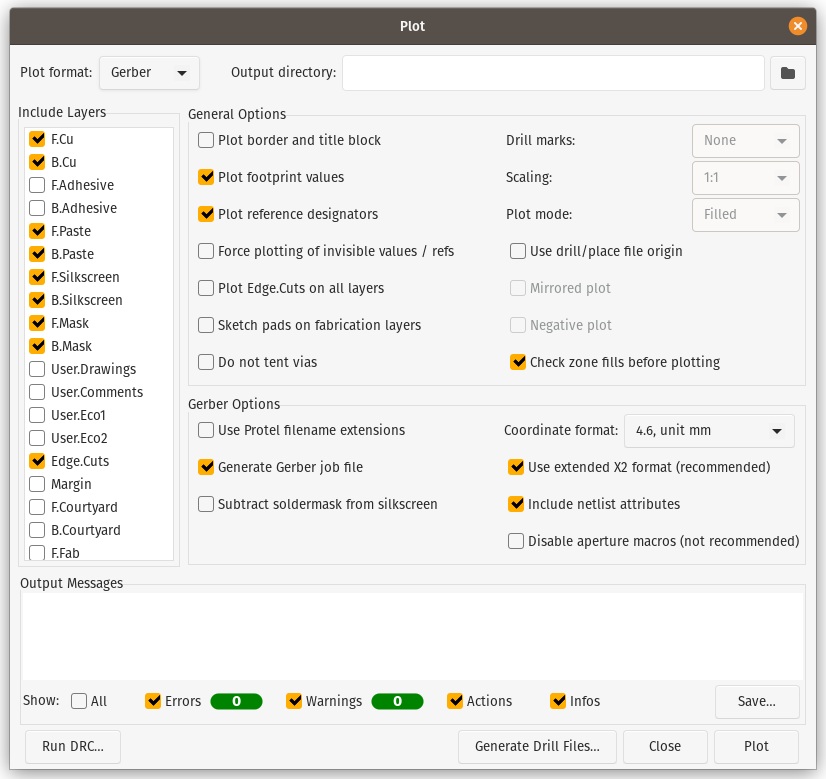 Plot
Plot format: Gerber Output directory:
Include Layers
F.Cu
B.Cu
F.Adhesive
B.Adhesive
F.Paste
B.Paste
F.Silkscreen
B.Silkscreen
F.Mask
B.Mask
User.Drawings
User.Comments
User.Eco1
User.Eco2
Edge.Cuts
Margin
F.Courtyard
B.Courtyard
F.Fab
General Options
Plot border and title block
Plot footprint values
Plot reference designators
Force plotting of invisible values / refs
Plot Edge.Cuts on all layers
Sketch pads on fabrication layers
Do not tent vias
Drill marks: None
Scaling: 1:1
Plot mode: Filled
Use drill/place file origin
Mirrored plot
Negative plot
Check zone fills before plotting
Gerber Options
Use Protel filename extensions
Generate Gerber job file
Subtract soldermask from silkscreen
Coordinate format: 4.6, unit mm
Use extended X2 format (recommended)
Include netlist attributes
Disable aperture macros (not recommended)
Output Messages
Show: All Errors 0 Warnings 0 Actions Infos Save...
Run DRC... Generate Drill Files... Close Plot